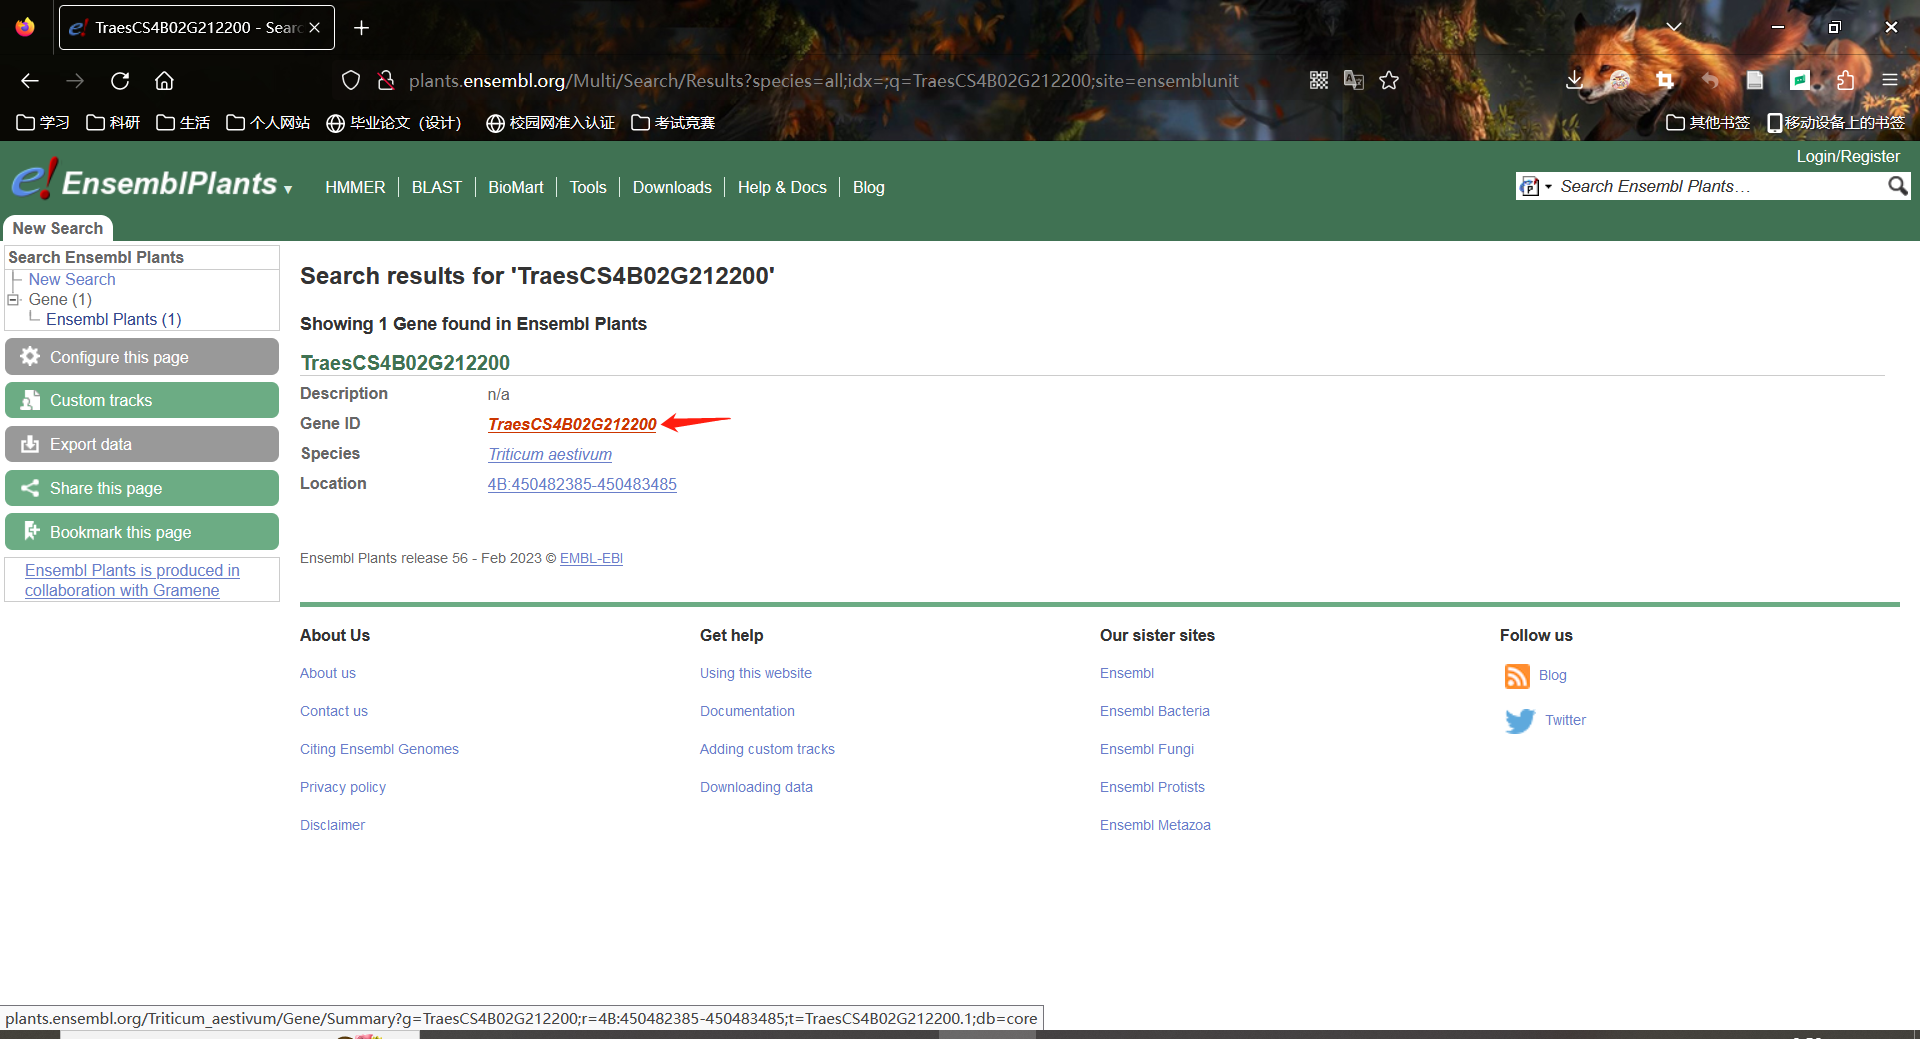 TraesCS4B02G212200 - Searc
plants.ensembl.org/Multi/Search/Results?species=all;idx=;q=TraesCS4B02G212200;site=ensemblunit
学习 科研 生活 个人网站 毕业论文（设计） 校园网准入认证 考试竞赛 其他书签 移动设备上的书签
Login/Register
e! EnsemblPlants HMMER BLAST BioMart Tools Downloads Help & Docs Blog
Search Ensembl Plants…
New Search
Search Ensembl Plants
New Search
Gene (1)
Ensembl Plants (1)
Configure this page
Custom tracks
Export data
Share this page
Bookmark this page
Ensembl Plants is produced in
collaboration with Gramene
Search results for 'TraesCS4B02G212200'
Showing 1 Gene found in Ensembl Plants
TraesCS4B02G212200
Description n/a
Gene ID TraesCS4B02G212200
Species Triticum aestivum
Location 4B:450482385-450483485
Ensembl Plants release 56 - Feb 2023 © EMBL-EBI
About Us
About us
Contact us
Citing Ensembl Genomes
Privacy policy
Disclaimer
Get help
Using this website
Documentation
Adding custom tracks
Downloading data
Our sister sites
Ensembl
Ensembl Bacteria
Ensembl Fungi
Ensembl Protists
Ensembl Metazoa
Follow us
Blog
Twitter
plants.ensembl.org/Triticum_aestivum/Gene/Summary?g=TraesCS4B02G212200;r=4B:450482385-450483485;t=TraesCS4B02G212200.1;db=core